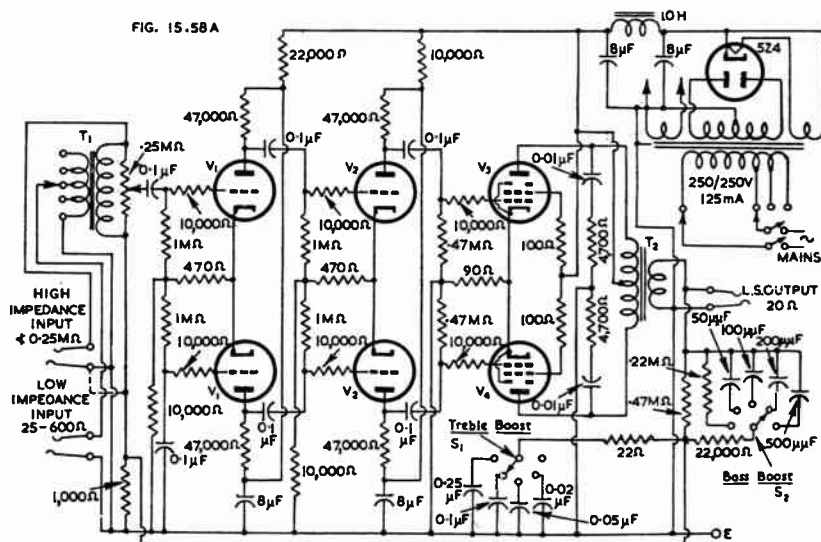 FIG. 15.58A
10H
8μF
8μF
5Z4
22,000Ω
10,000Ω
47,000Ω
47,000Ω
0·1μF
0·1μF
T₁
·25MΩ
0·1μF
V₁
V₂
V₃
0·01μF
250/250V
125mA
10,000Ω
10,000Ω
10,000Ω
1MΩ
1MΩ
·47MΩ
100Ω
4,700Ω
T₂
MAINS
470Ω
470Ω
90Ω
HIGH
IMPEDANCE
INPUT
≮0·25MΩ
1MΩ
1MΩ
·47MΩ
100Ω
4,700Ω
L.S.OUTPUT
20Ω
10,000Ω
10,000Ω
10,000Ω
50μμF
100μμF
200μμF
LOW
IMPEDANCE
INPUT
25-600Ω
V₁
V₂
V₄
0·01μF
·22MΩ
·47MΩ
10,000Ω
0·1μF
0·1
μF
0·1
μF
47,000Ω
47,000Ω
10,000Ω
Treble Boost
S₁
22Ω
22,000Ω
500μμF
Bass Boost
S₂
1,000Ω
8μF
8μF
0·25
μF
0·1μF
0·02
μF
0·05μF
E